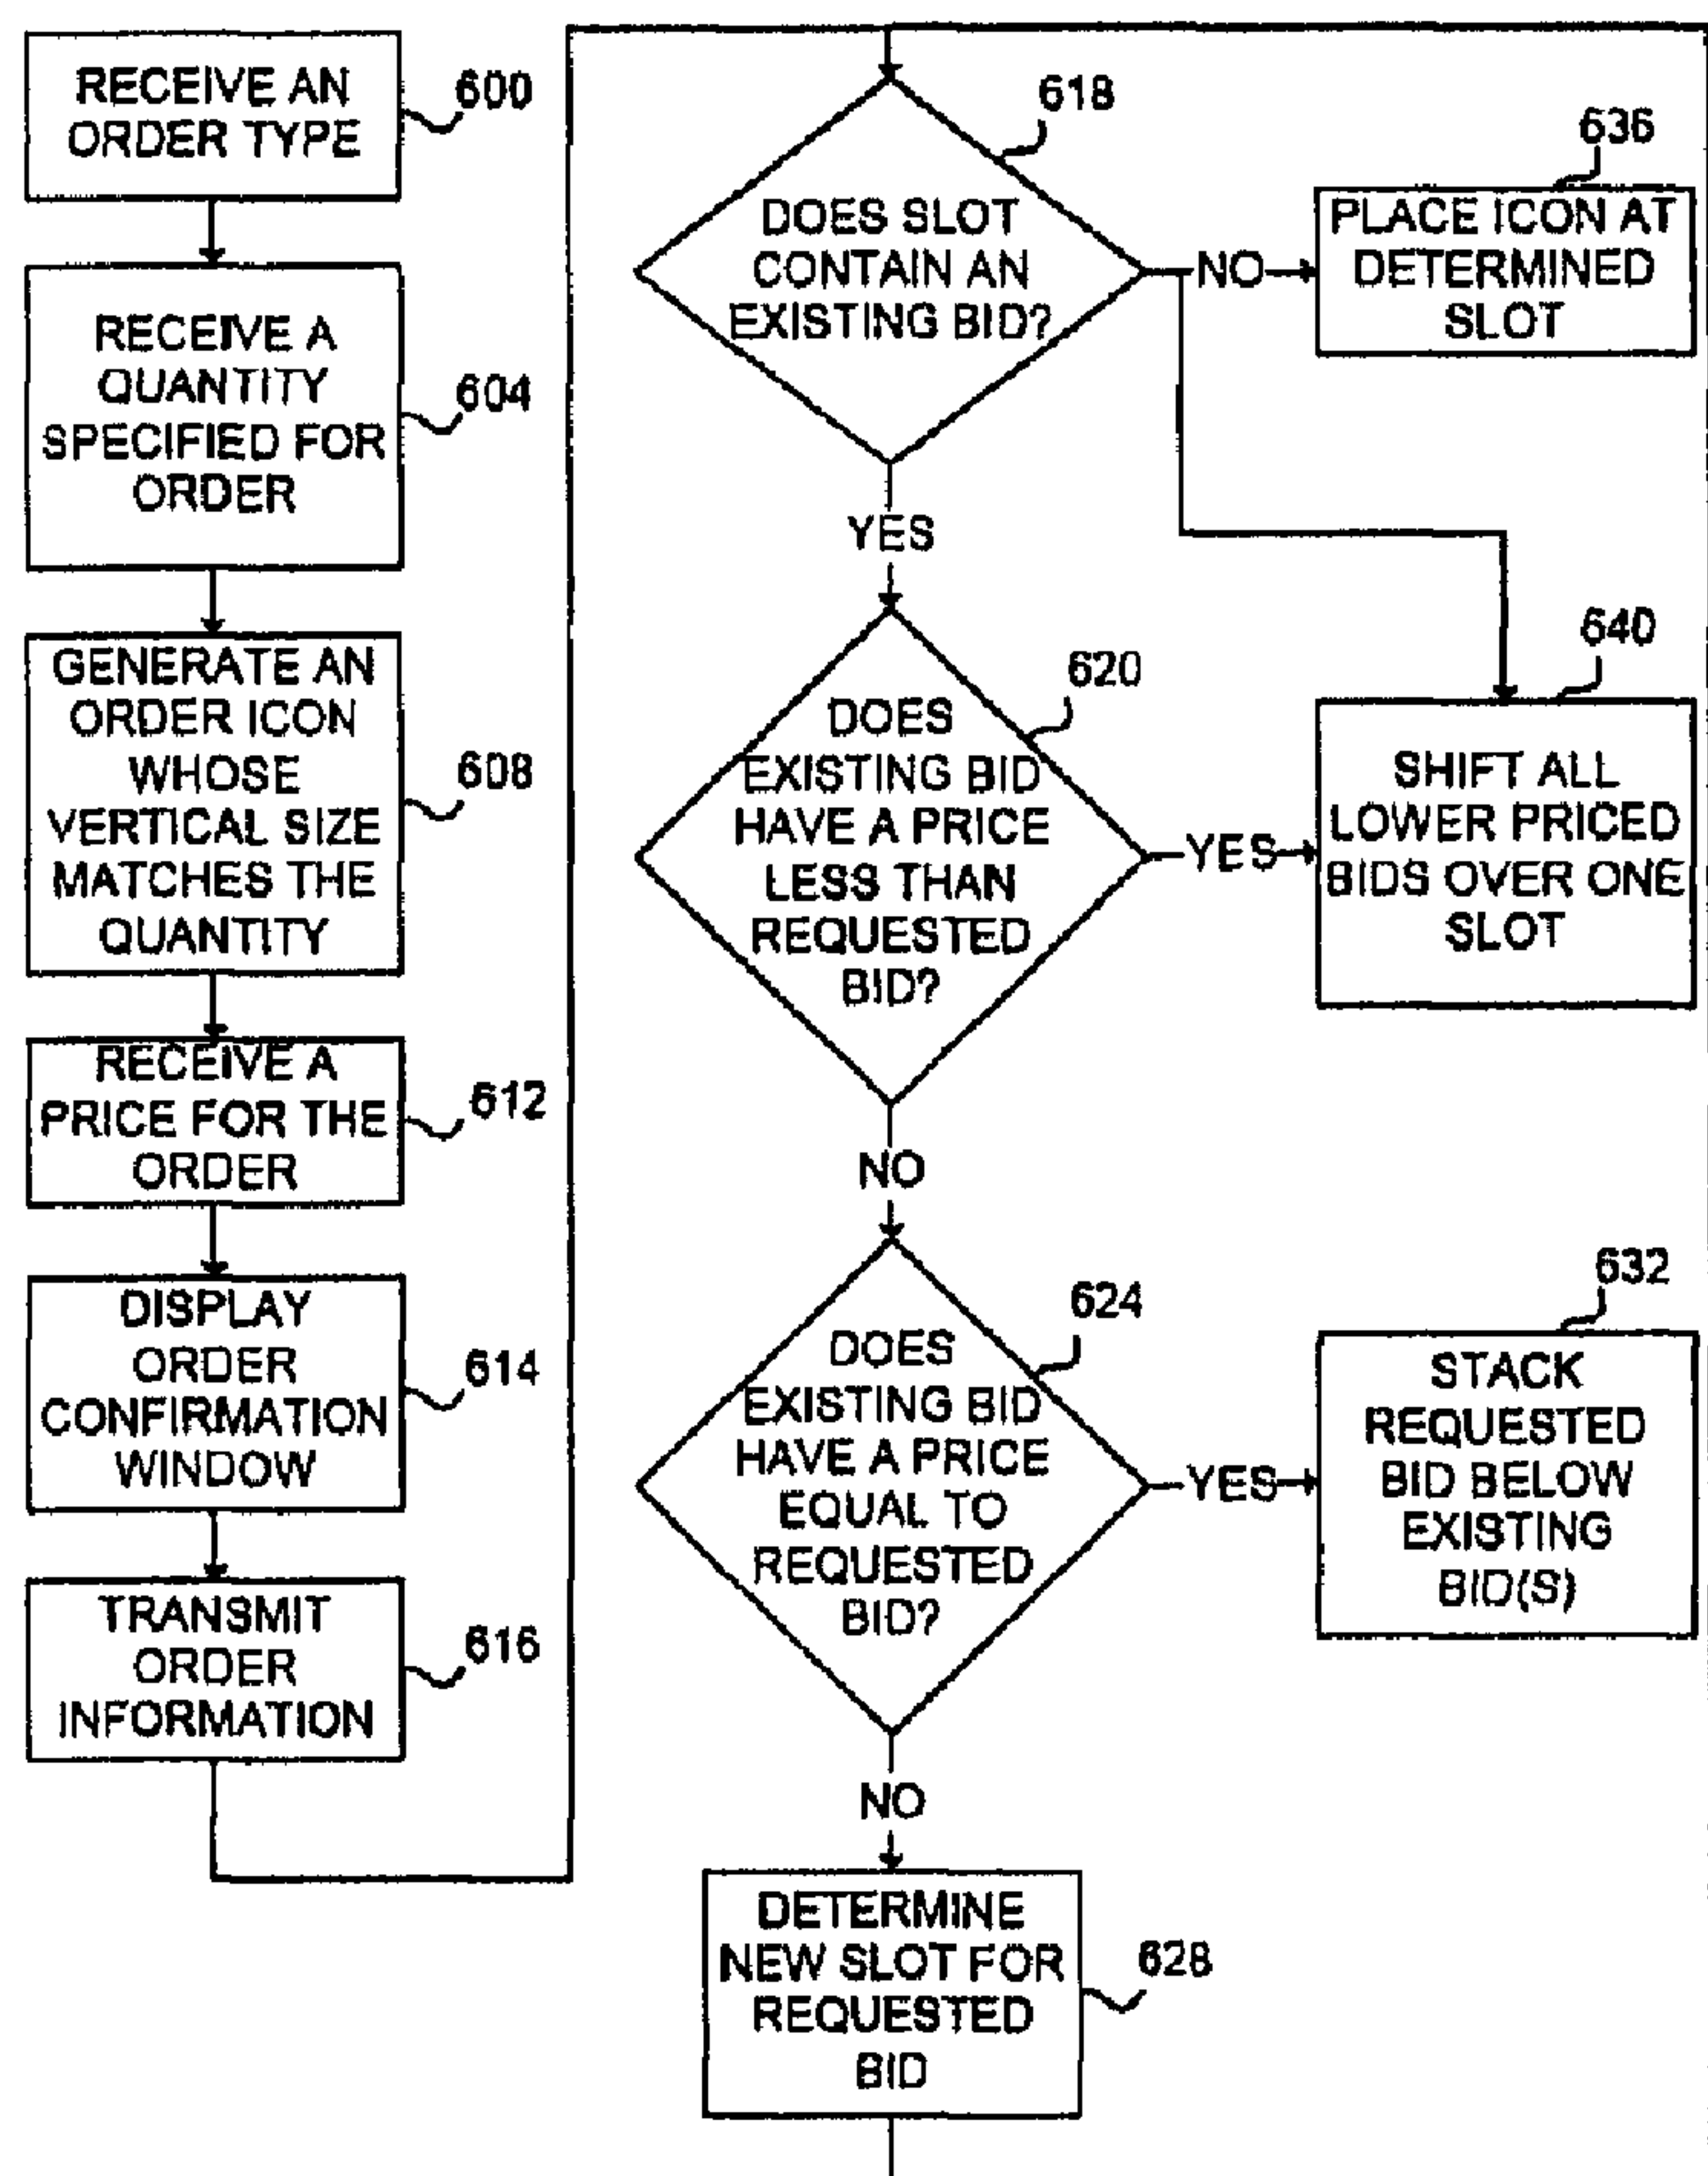 RECEIVE AN
ORDER TYPE
600
RECEIVE A
QUANTITY
SPECIFIED FOR
ORDER
604
GENERATE AN
ORDER ICON
WHOSE
VERTICAL SIZE
MATCHES THE
QUANTITY
608
RECEIVE A
PRICE FOR THE
ORDER
612
DISPLAY
ORDER
CONFIRMATION
WINDOW
614
TRANSMIT
ORDER
INFORMATION
616
618
DOES SLOT
CONTAIN AN
EXISTING BID?
NO
636
PLACE ICON AT
DETERMINED
SLOT
YES
620
DOES
EXISTING BID
HAVE A PRICE
LESS THAN
REQUESTED
BID?
YES
640
SHIFT ALL
LOWER PRICED
BIDS OVER ONE
SLOT
NO
624
DOES
EXISTING BID
HAVE A PRICE
EQUAL TO
REQUESTED
BID?
YES
632
STACK
REQUESTED
BID BELOW
EXISTING
BID(S)
NO
DETERMINE
NEW SLOT FOR
REQUESTED
BID
628